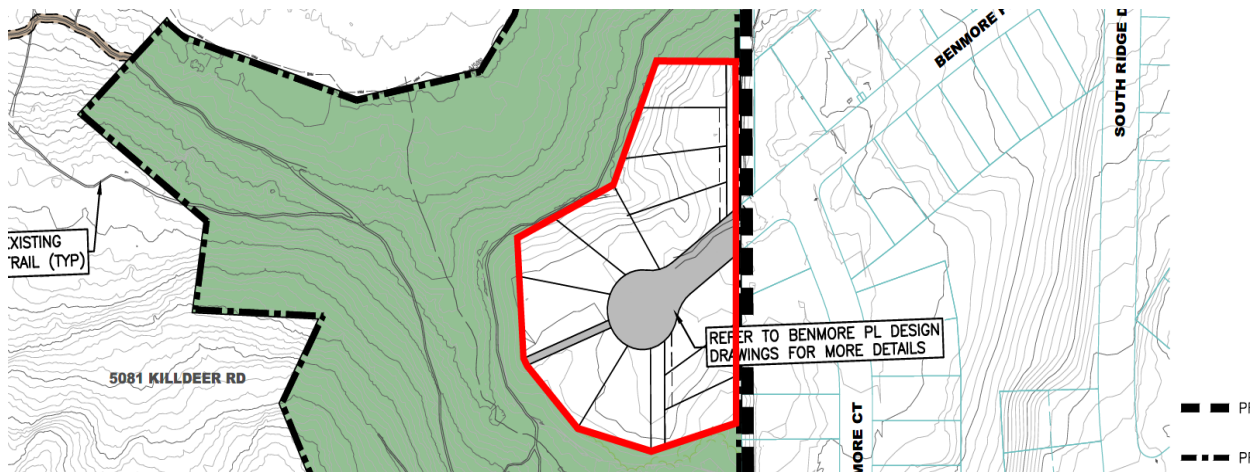 BENMORE P
SOUTH RIDGE D
EXISTING
TRAIL (TYP)
REFER TO BENMORE PL DESIGN
DRAWINGS FOR MORE DETAILS
5081 KILLDEER RD
MORE CT